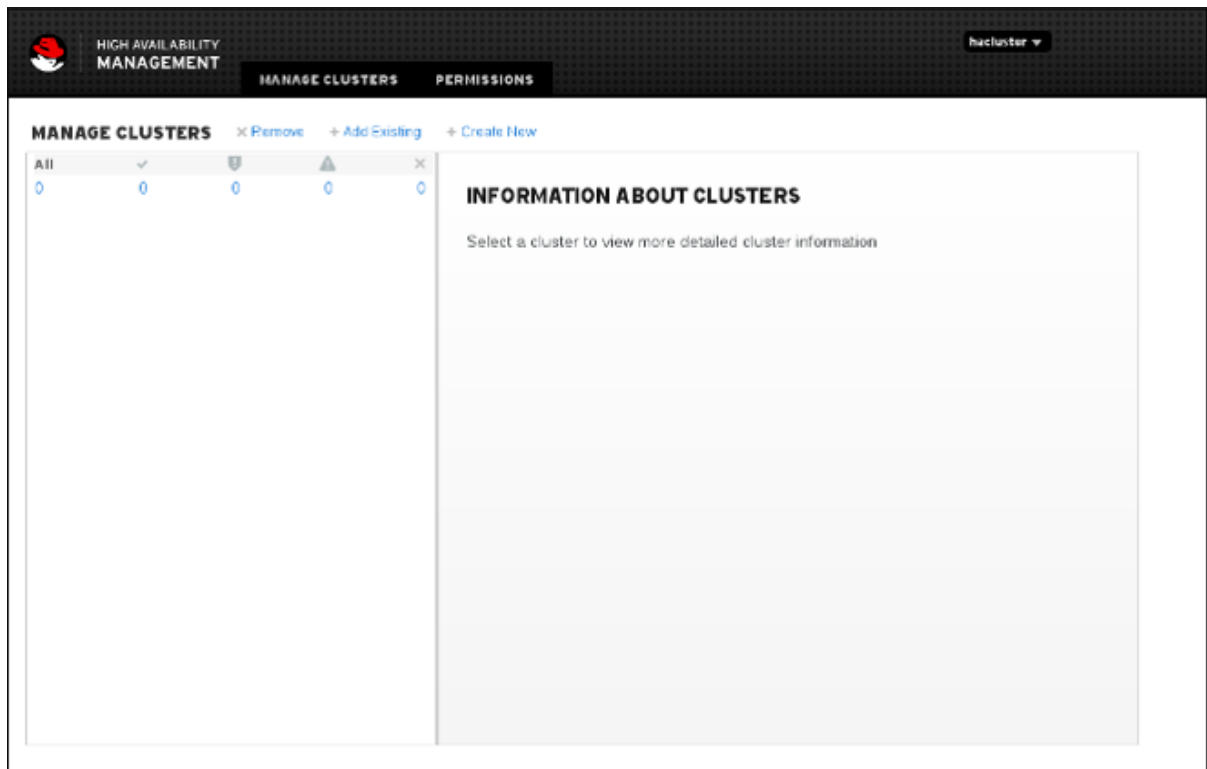 HIGH AVAILABILITY
MANAGEMENT
hacluster
MANAGE CLUSTERS PERMISSIONS
MANAGE CLUSTERS × Remove + Add Existing + Create New
All
0 0 0 0 0
INFORMATION ABOUT CLUSTERS
Select a cluster to view more detailed cluster information